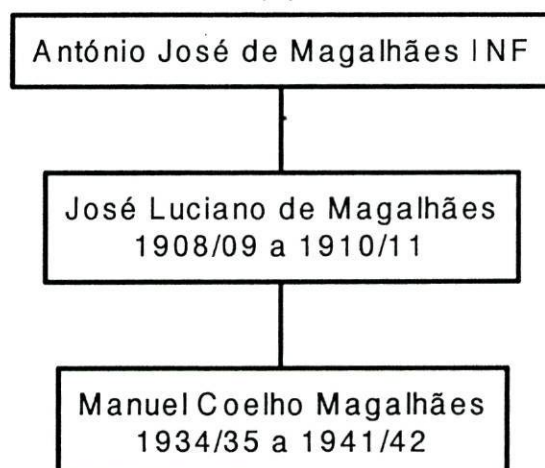 António José de Magalhães INF
José Luciano de Magalhães
1908/09 a 1910/11
Manuel Coelho Magalhães
1934/35 a 1941/42